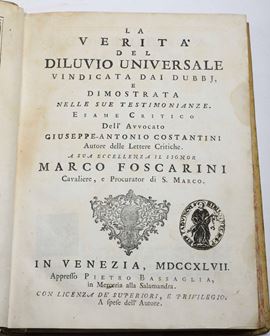 LA
VERITA'
DEL
DILUVIO UNIVERSALE
VINDICATA DAI DUBBJ,
E
DIMOSTRATA
NELLE SUE TESTIMONIANZE.
ESAME CRITICO
Dell' Avvocato
GIUSEPPE-ANTONIO COSTANTINI
Autore delle Lettere Critiche.
A SUA ECCELLENZA IL SIGNOR
MARCO FOSCARINI
Cavaliere, e Procurator di S. Marco.
IN VENEZIA, MDCCXLVII.
Appresso PIETRO BASSAGLIA,
in Merceria alla Salamandra.
CON LICENZA DE' SUPERIORI, E PRIVILEGIO.
A spese dell' Autore.